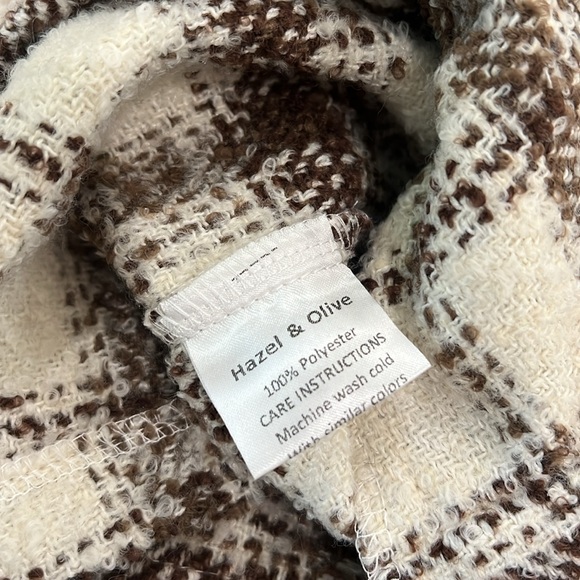 Hazel & Olive
100% Polyester
CARE INSTRUCTIONS
Machine wash cold
With similar colors